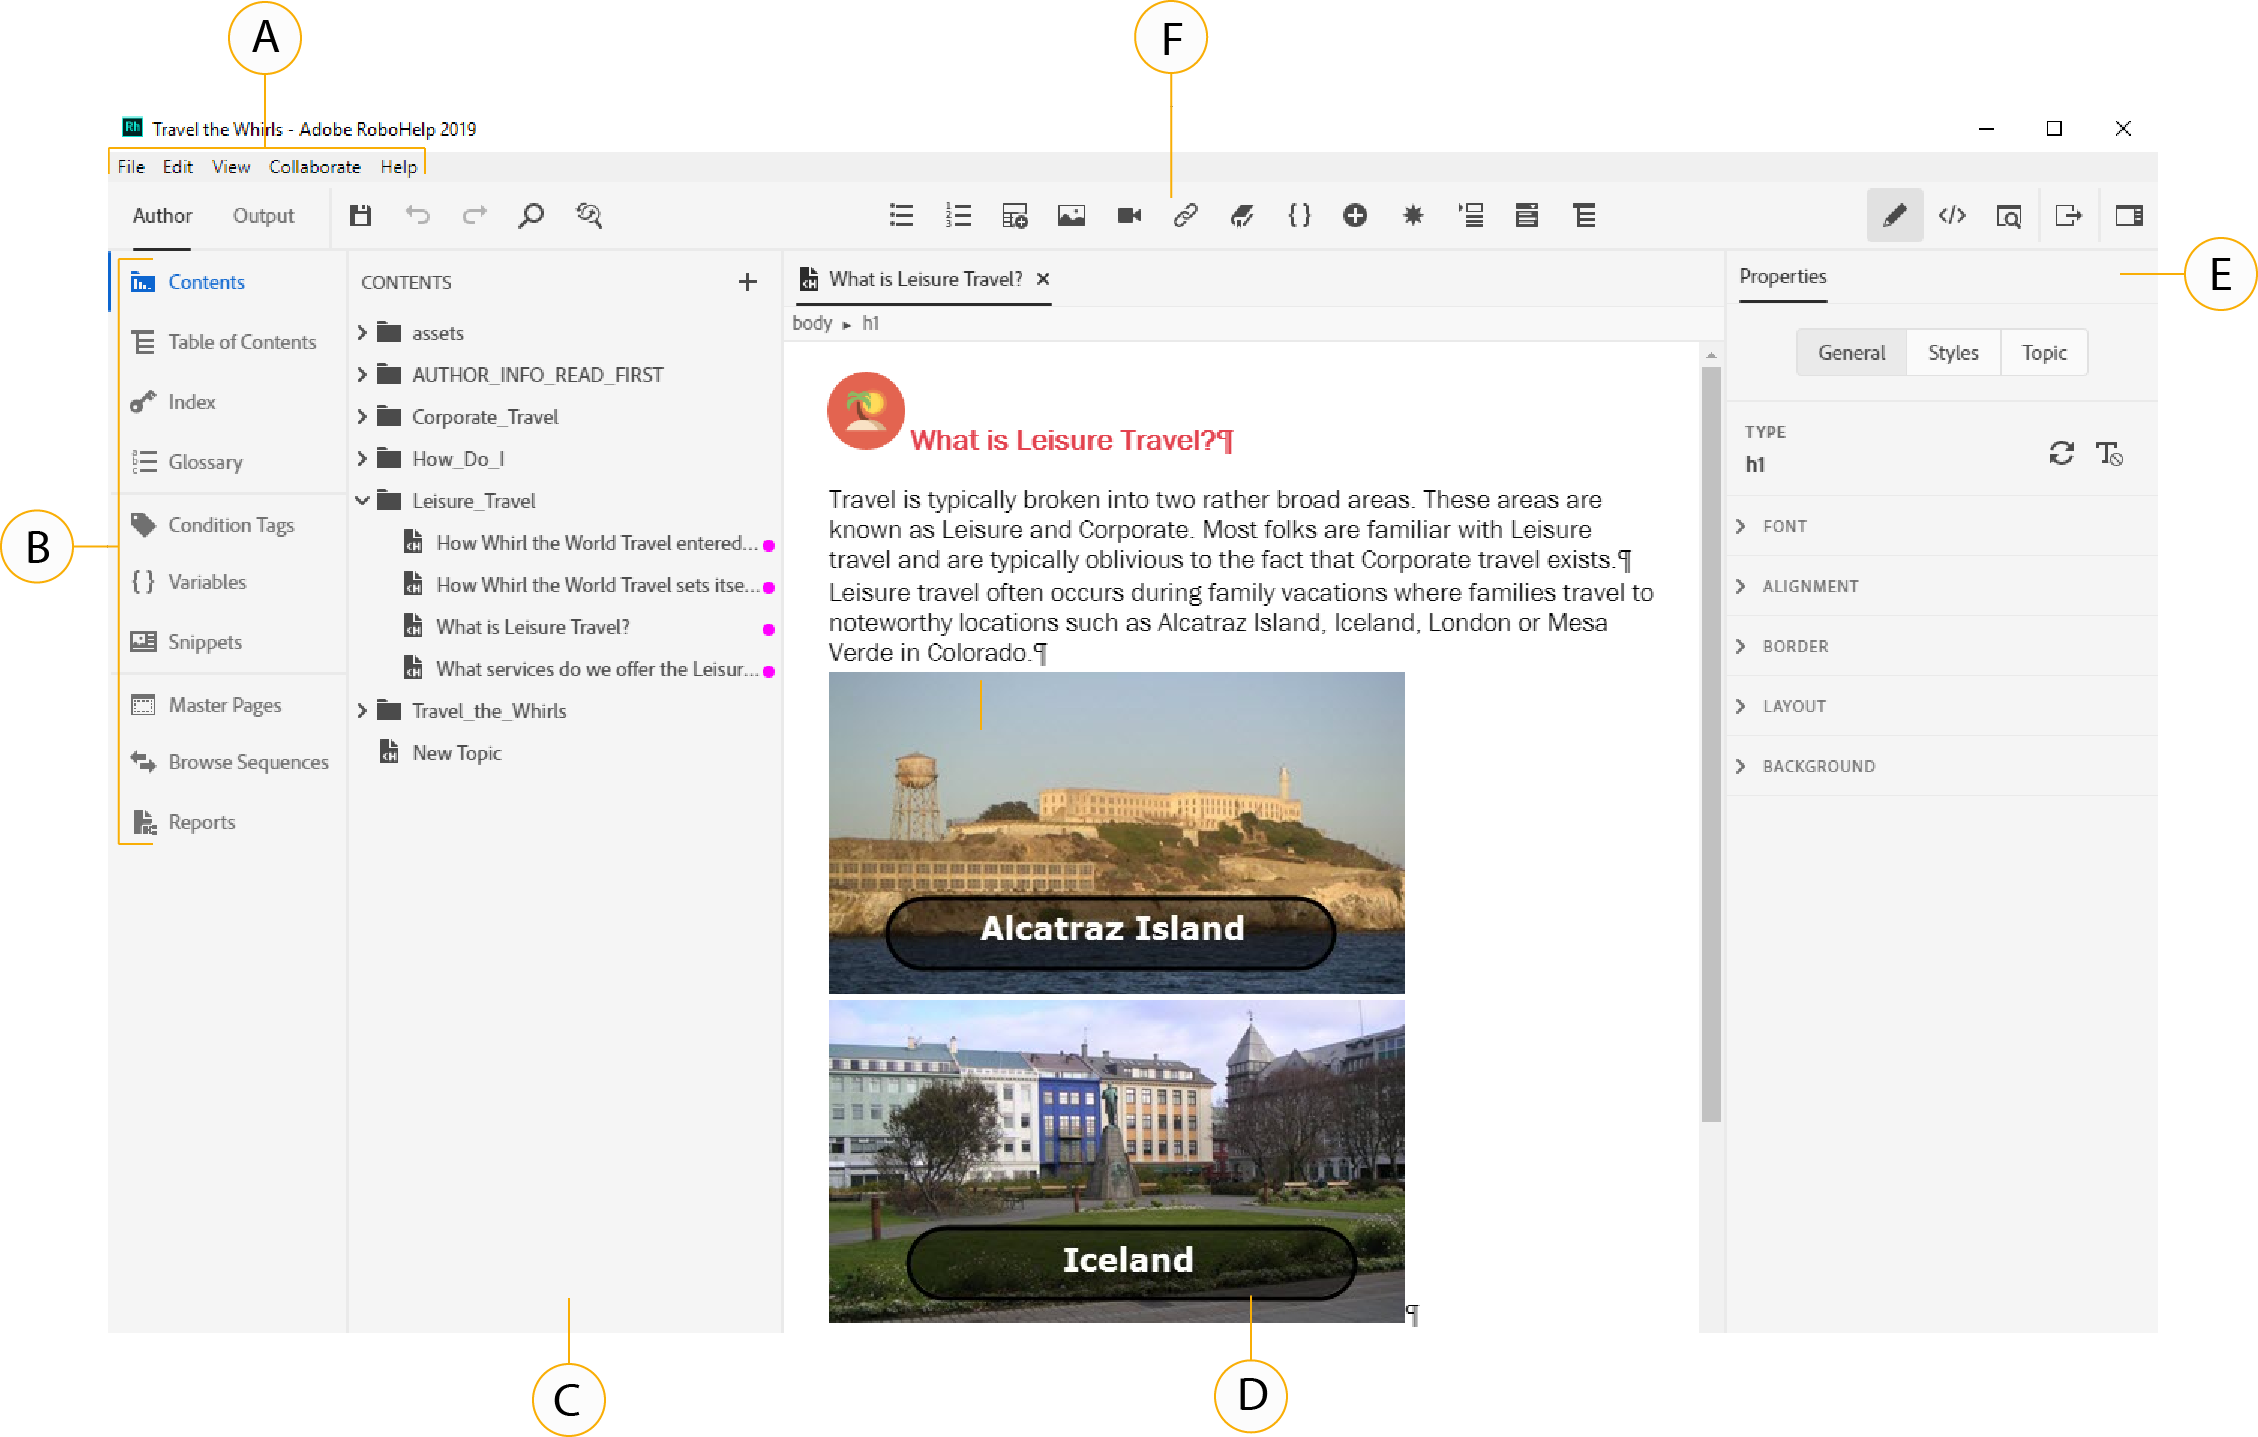 A
F
Rh Travel the Whirls - Adobe RoboHelp 2019
File Edit View Collaborate Help
Author Output
E
Contents
Table of Contents
Index
Glossary
Condition Tags
Variables
Snippets
Master Pages
Browse Sequences
Reports
B
CONTENTS
assets
AUTHOR_INFO_READ_FIRST
Corporate_Travel
How_Do_I
Leisure_Travel
How Whirl the World Travel entered...
How Whirl the World Travel sets itse...
What is Leisure Travel?
What services do we offer the Leisur...
Travel_the_Whirls
New Topic
C
What is Leisure Travel?
body ▸ h1
What is Leisure Travel?¶
Travel is typically broken into two rather broad areas. These areas are
known as Leisure and Corporate. Most folks are familiar with Leisure
travel and are typically oblivious to the fact that Corporate travel exists.¶
Leisure travel often occurs during family vacations where families travel to
noteworthy locations such as Alcatraz Island, Iceland, London or Mesa
Verde in Colorado.¶
Alcatraz Island
Iceland
¶
D
Properties
General Styles Topic
TYPE
h1
FONT
ALIGNMENT
BORDER
LAYOUT
BACKGROUND